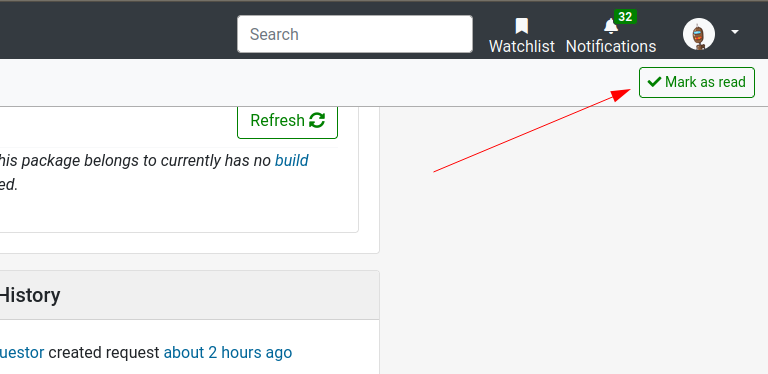 32
Search
Watchlist
Notifications
Mark as read
Refresh
his package belongs to currently has no build
ed.
History
uestor created request about 2 hours ago